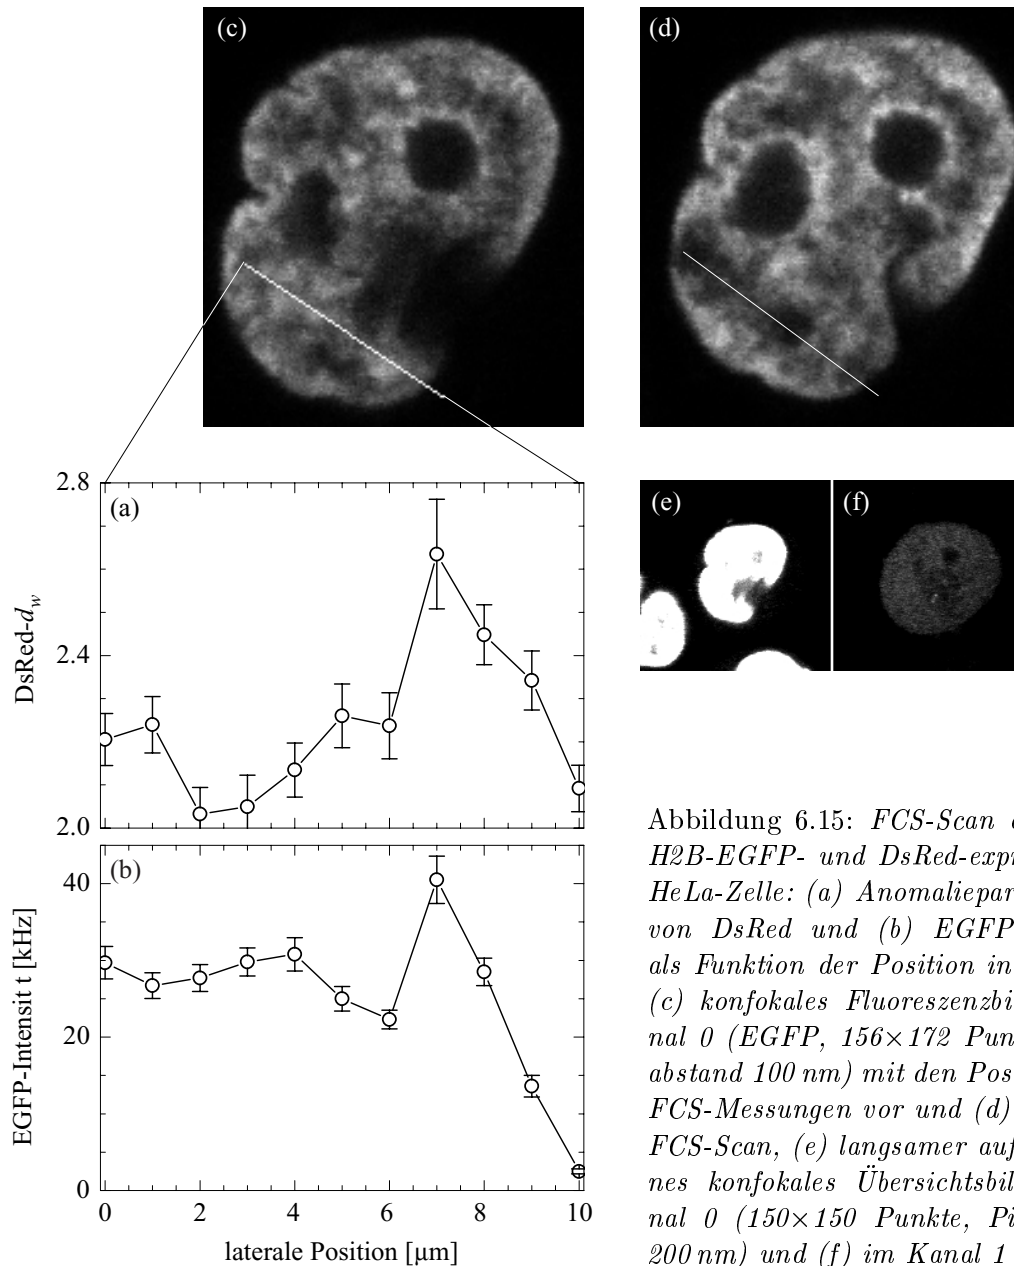 (c)
(d)
2.8
(a)
2.4
2.0
DsRed-d_w
(e)
(f)
(b)
40
20
0
EGFP-Intensit t [kHz]
0 2 4 6 8 10
laterale Position [µm]
Abbildung 6.15: FCS-Scan
H2B-EGFP- und DsRed-expr
HeLa-Zelle: (a) Anomaliepar
von DsRed und (b) EGFP
als Funktion der Position in
(c) konfokales Fluoreszenzbi
nal 0 (EGFP, 156×172 Pun
abstand 100 nm) mit den Pos
FCS-Messungen vor und (d)
FCS-Scan, (e) langsamer auf
nes konfokales Übersichtsbil
nal 0 (150×150 Punkte, Pi
200 nm) und (f) im Kanal 1